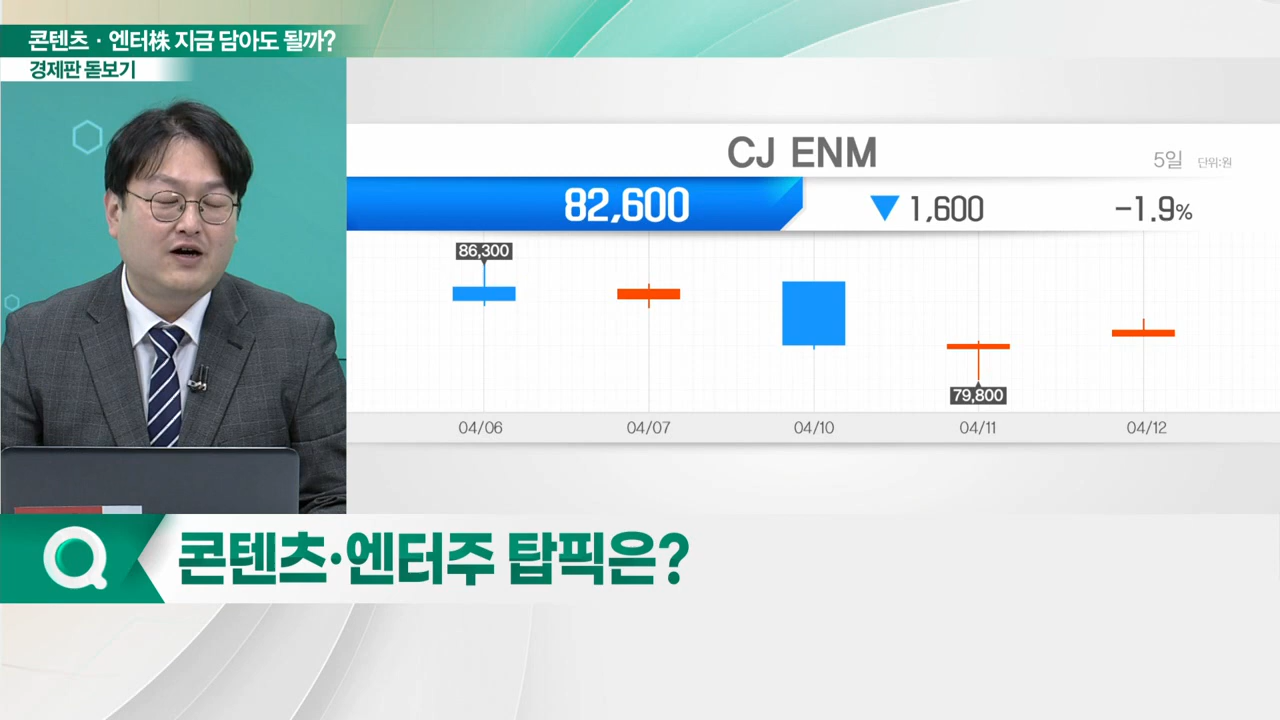 콘텐츠·엔터株 지금 담아도 될까?
경제판 돋보기
CJ ENM
5일 단위:원
82,600 ▼1,600 -1.9%
86,300
79,800
04/06 04/07 04/10 04/11 04/12
Q 콘텐츠·엔터주 탑픽은?